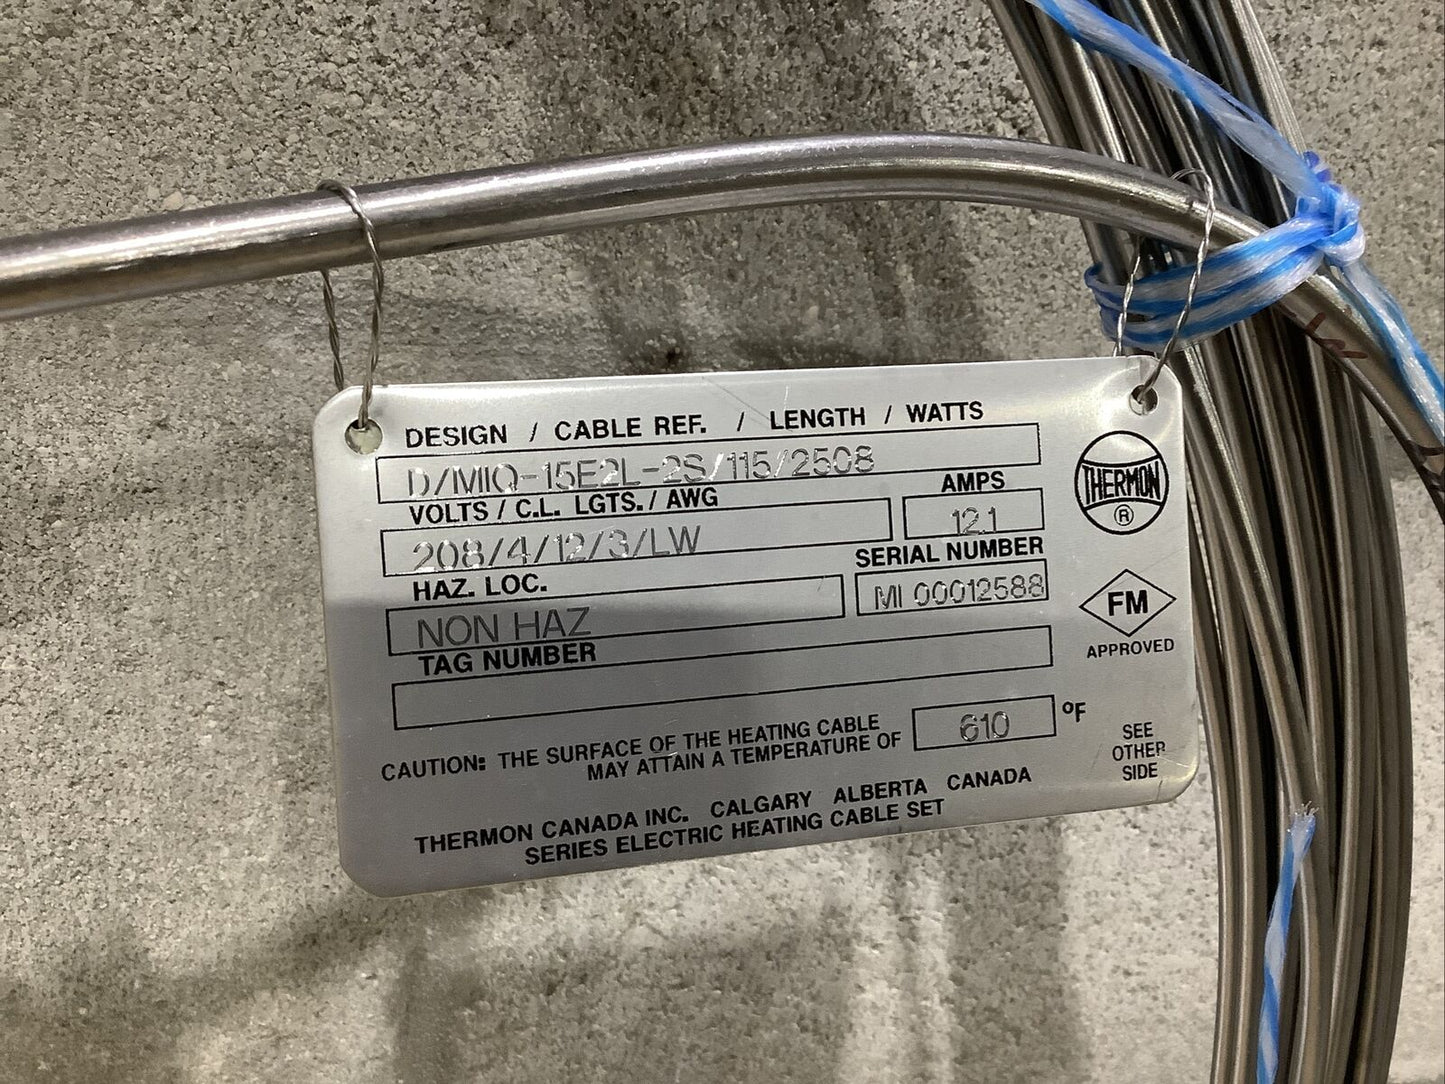 DESIGN / CABLE REF. / LENGTH / WATTS
D/MIQ-15E2L-2S/115/2508
VOLTS / C.L. LGTS. / AWG
AMPS
208/4/12/3/LW
12.1
HAZ. LOC.
SERIAL NUMBER
NON HAZ
MI 00012588
TAG NUMBER
THERMON
®
FM
APPROVED
CAUTION: THE SURFACE OF THE HEATING CABLE
MAY ATTAIN A TEMPERATURE OF
610 °F
SEE
OTHER
SIDE
THERMON CANADA INC. CALGARY ALBERTA CANADA
SERIES ELECTRIC HEATING CABLE SET